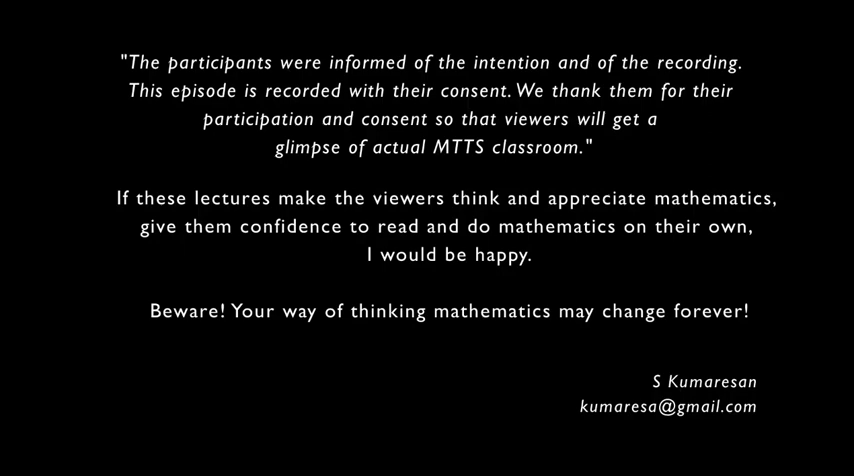 "The participants were informed of the intention and of the recording.
This episode is recorded with their consent. We thank them for their
participation and consent so that viewers will get a
glimpse of actual MTTS classroom."
If these lectures make the viewers think and appreciate mathematics,
give them confidence to read and do mathematics on their own,
I would be happy.
Beware! Your way of thinking mathematics may change forever!
S Kumaresan
kumaresa@gmail.com